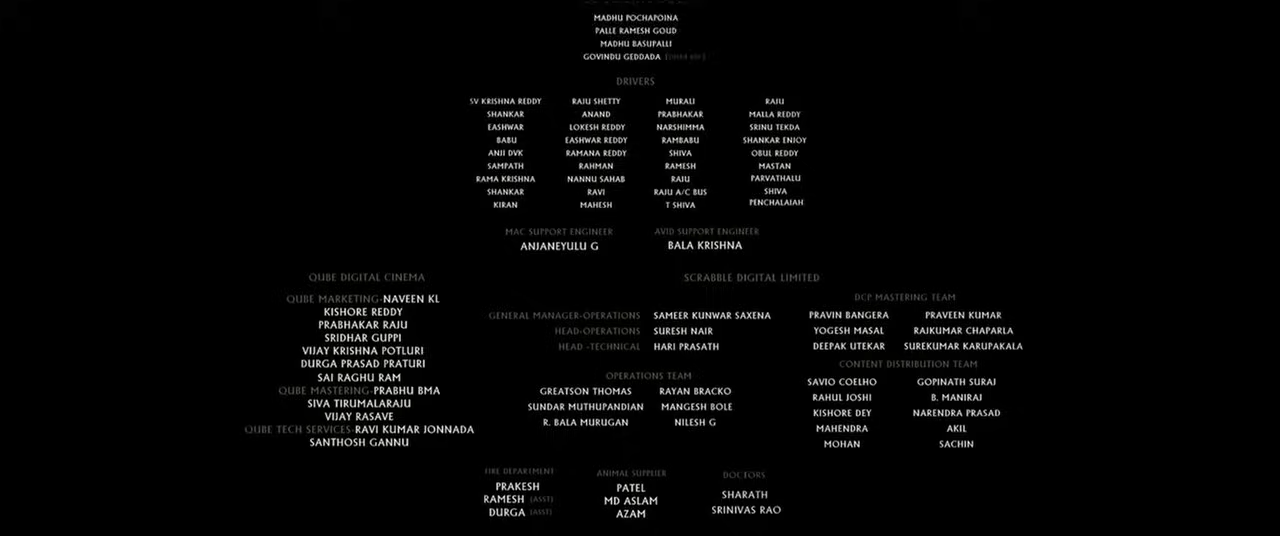 MADHU POCHAPOINA
PALLE RAMESH GOUD
MADHU BASUPALLI
GOVINDU GEDDADA
DRIVERS
SV KRISHNA REDDY RAJU SHETTY MURALI RAJU
SHANKAR ANAND PRABHAKAR MALLA REDDY
EASHWAR LOKESH REDDY NARSHIMMA SRINU TEKDA
BABU EASHWAR REDDY RAMBABU SHANKAR ENJOY
ANJI DVK RAMANA REDDY SHIVA OBUL REDDY
SAMPATH RAHMAN RAMESH MASTAN
RAMA KRISHNA NANNU SAHAB RAJU PARVATHALU
SHANKAR RAVI RAJU A/C BUS SHIVA
KIRAN MAHESH T SHIVA PENCHALAIAH
MAC SUPPORT ENGINEER AVID SUPPORT ENGINEER
ANJANEYULU G BALA KRISHNA
QUBE DIGITAL CINEMA
QUBE MARKETING-NAVEEN KL
KISHORE REDDY
PRABHAKAR RAJU
SRIDHAR GUPPI
VIJAY KRISHNA POTLURI
DURGA PRASAD PRATURI
SAI RAGHU RAM
QUBE MASTERING-PRABHU BMA
SIVA TIRUMALARAJU
VIJAY RASAVE
QUBE TECH SERVICES-RAVI KUMAR JONNADA
SANTHOSH GANNU
SCRABBLE DIGITAL LIMITED
GENERAL MANAGER-OPERATIONS SAMEER KUNWAR SAXENA
HEAD-OPERATIONS SURESH NAIR
HEAD -TECHNICAL HARI PRASATH
OPERATIONS TEAM
GREATSON THOMAS RAYAN BRACKO
SUNDAR MUTHUPANDIAN MANGESH BOLE
R. BALA MURUGAN NILESH G
DCP MASTERING TEAM
PRAVIN BANGERA PRAVEEN KUMAR
YOGESH MASAL RAJKUMAR CHAPARLA
DEEPAK UTEKAR SUREKUMAR KARUPAKALA
CONTENT DISTRIBUTION TEAM
SAVIO COELHO GOPINATH SURAJ
RAHUL JOSHI B. MANIRAJ
KISHORE DEY NARENDRA PRASAD
MAHENDRA AKIL
MOHAN SACHIN
FIRE DEPARTMENT ANIMAL SUPPLIER DOCTORS
PRAKESH PATEL SHARATH
RAMESH (ASST) MD ASLAM SRINIVAS RAO
DURGA (ASST) AZAM